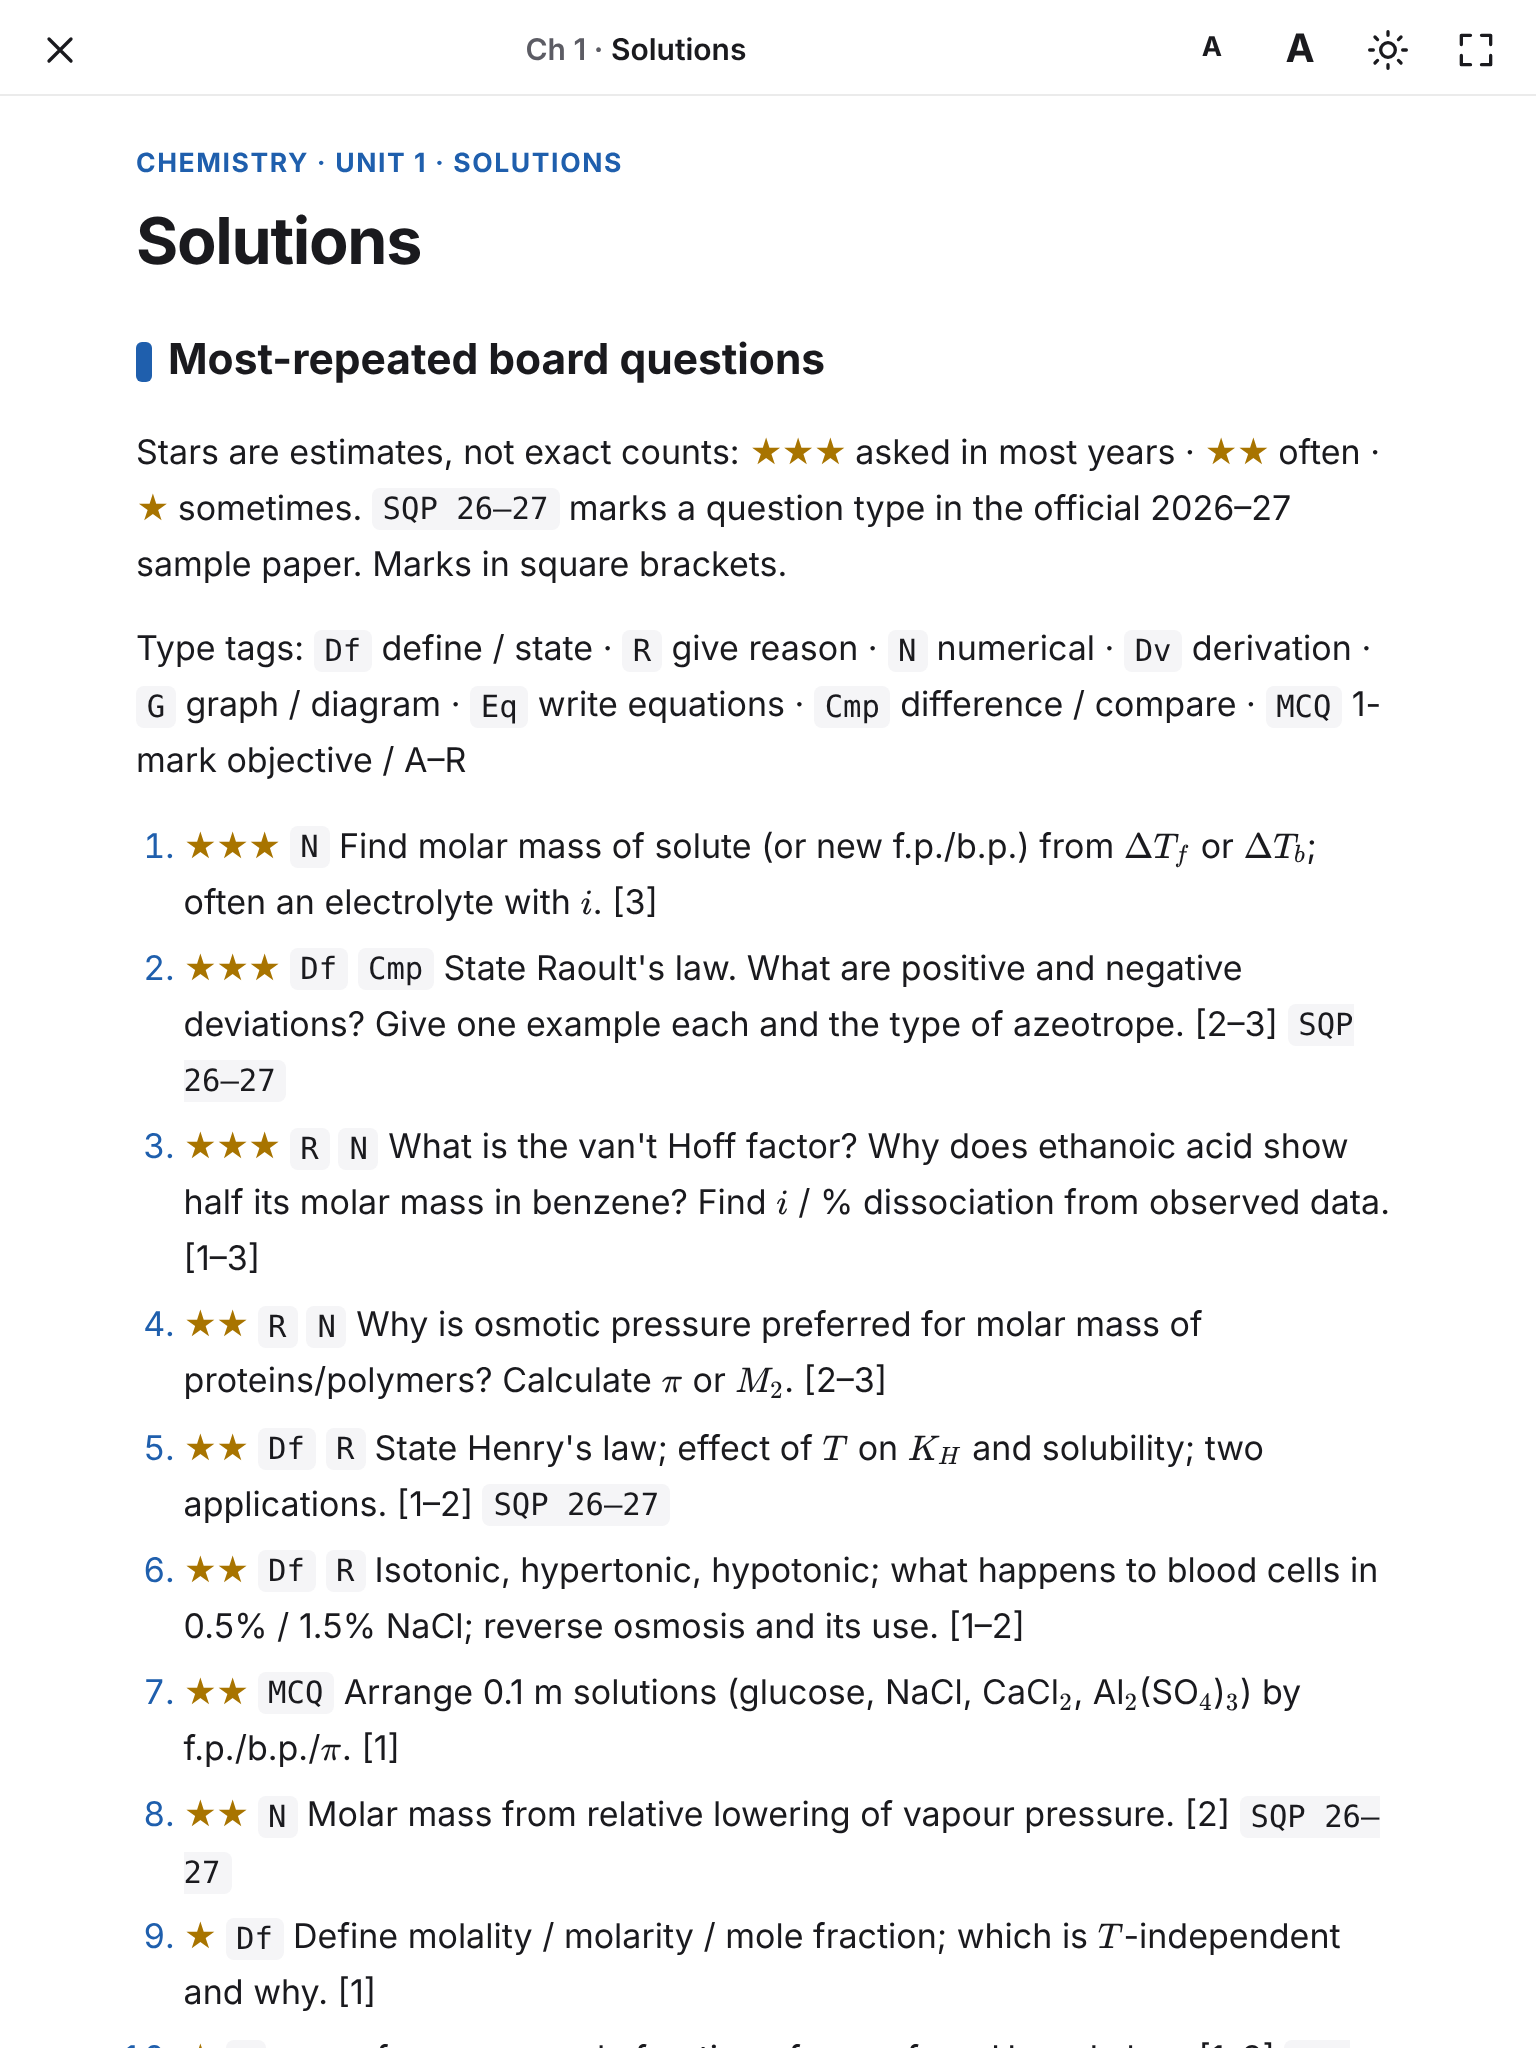 Ch 1 · Solutions
A A
CHEMISTRY · UNIT 1 · SOLUTIONS
Solutions
Most-repeated board questions
Stars are estimates, not exact counts: ★★★ asked in most years · ★★ often ·
★ sometimes. SQP 26–27 marks a question type in the official 2026–27
sample paper. Marks in square brackets.
Type tags: Df define / state · R give reason · N numerical · Dv derivation ·
G graph / diagram · Eq write equations · Cmp difference / compare · MCQ 1-
mark objective / A–R
1. ★★★ N Find molar mass of solute (or new f.p./b.p.) from ΔT_f or ΔT_b;
often an electrolyte with i. [3]
2. ★★★ Df Cmp State Raoult's law. What are positive and negative
deviations? Give one example each and the type of azeotrope. [2–3] SQP
26–27
3. ★★★ R N What is the van't Hoff factor? Why does ethanoic acid show
half its molar mass in benzene? Find i / % dissociation from observed data.
[1–3]
4. ★★ R N Why is osmotic pressure preferred for molar mass of
proteins/polymers? Calculate π or M₂. [2–3]
5. ★★ Df R State Henry's law; effect of T on K_H and solubility; two
applications. [1–2] SQP 26–27
6. ★★ Df R Isotonic, hypertonic, hypotonic; what happens to blood cells in
0.5% / 1.5% NaCl; reverse osmosis and its use. [1–2]
7. ★★ MCQ Arrange 0.1 m solutions (glucose, NaCl, CaCl₂, Al₂(SO₄)₃) by
f.p./b.p./π. [1]
8. ★★ N Molar mass from relative lowering of vapour pressure. [2] SQP 26–
27
9. ★ Df Define molality / molarity / mole fraction; which is T-independent
and why. [1]